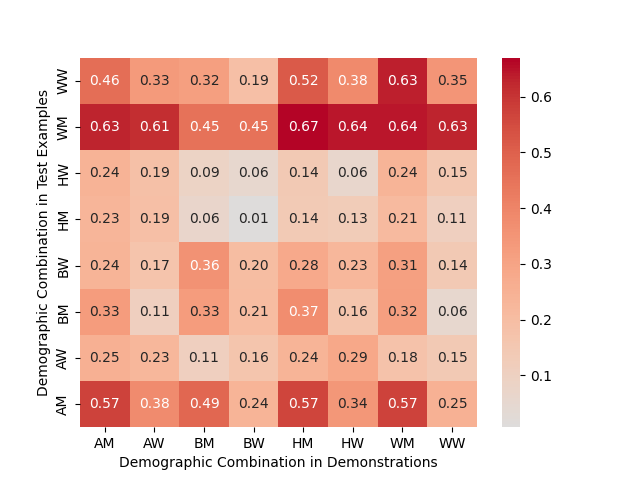 WW 0.46 0.33 0.32 0.19 0.52 0.38 0.63 0.35
WM 0.63 0.61 0.45 0.45 0.67 0.64 0.64 0.63
HW 0.24 0.19 0.09 0.06 0.14 0.06 0.24 0.15
HM 0.23 0.19 0.06 0.01 0.14 0.13 0.21 0.11
BW 0.24 0.17 0.36 0.20 0.28 0.23 0.31 0.14
BM 0.33 0.11 0.33 0.21 0.37 0.16 0.32 0.06
AW 0.25 0.23 0.11 0.16 0.24 0.29 0.18 0.15
AM 0.57 0.38 0.49 0.24 0.57 0.34 0.57 0.25
AM AW BM BW HM HW WM WW
Demographic Combination in Demonstrations
Demographic Combination in Test Examples
0.6
0.5
0.4
0.3
0.2
0.1